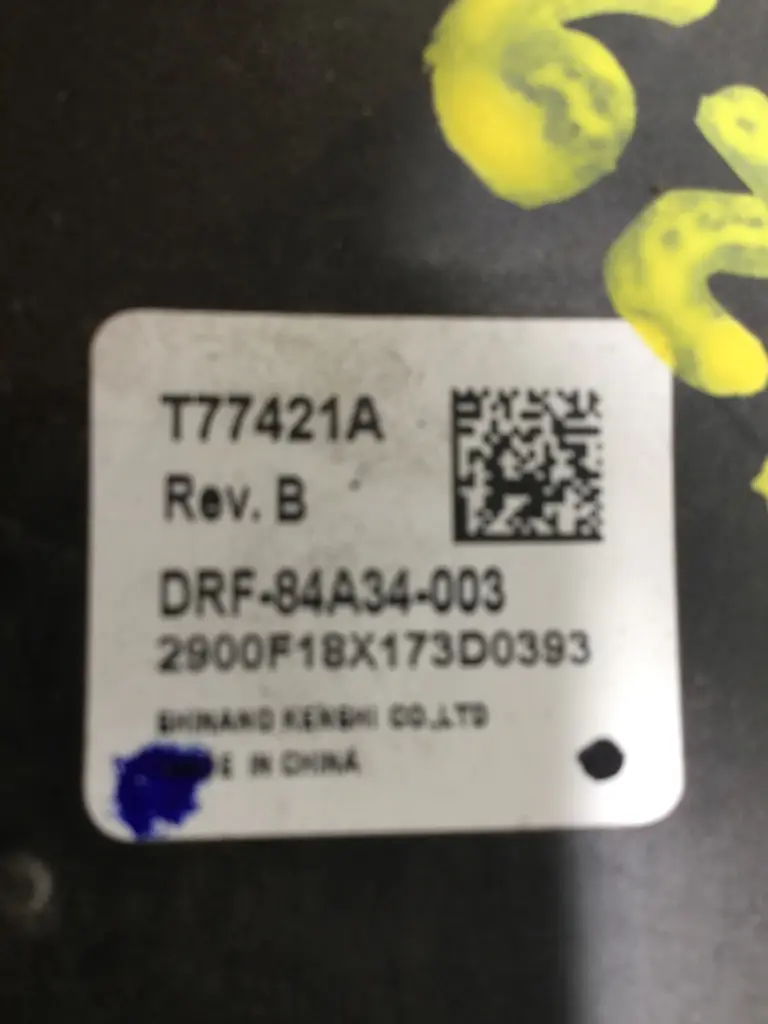 T77421A
Rev. B
DRF-84A34-003
2900F18X173D0393
SHINANO KENSHI CO.,LTD
IN CHINA